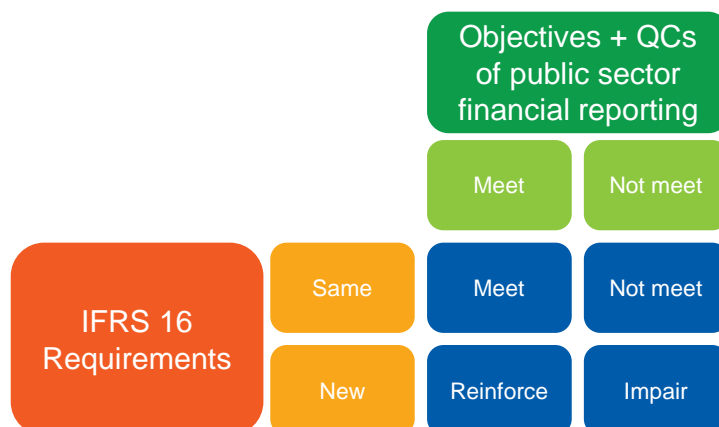 Objectives + QCs
of public sector
financial reporting
Meet
Not meet
IFRS 16
Requirements
Same
Meet
Not meet
New
Reinforce
Impair